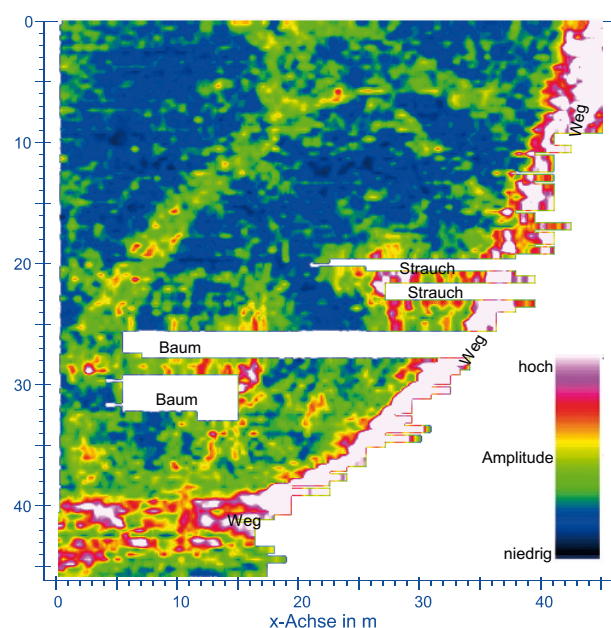 0
10
20
30
40
Weg
Strauch
Strauch
Weg
Baum
Baum
Weg
hoch
Amplitude
niedrig
0 10 20 30 40
x-Achse in m